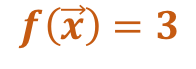 f(x⃗) = 3